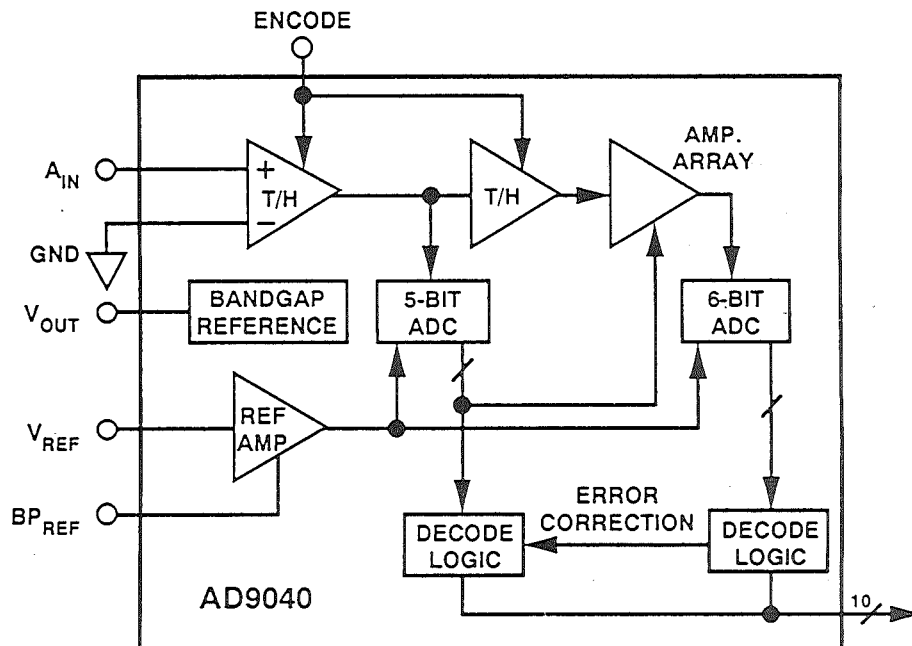 ENCODE
A_IN
+
T/H
−
T/H
AMP.
ARRAY
GND
V_OUT
BANDGAP
REFERENCE
5-BIT
ADC
6-BIT
ADC
V_REF
REF
AMP
BP_REF
ERROR
CORRECTION
DECODE
LOGIC
DECODE
LOGIC
AD9040
10